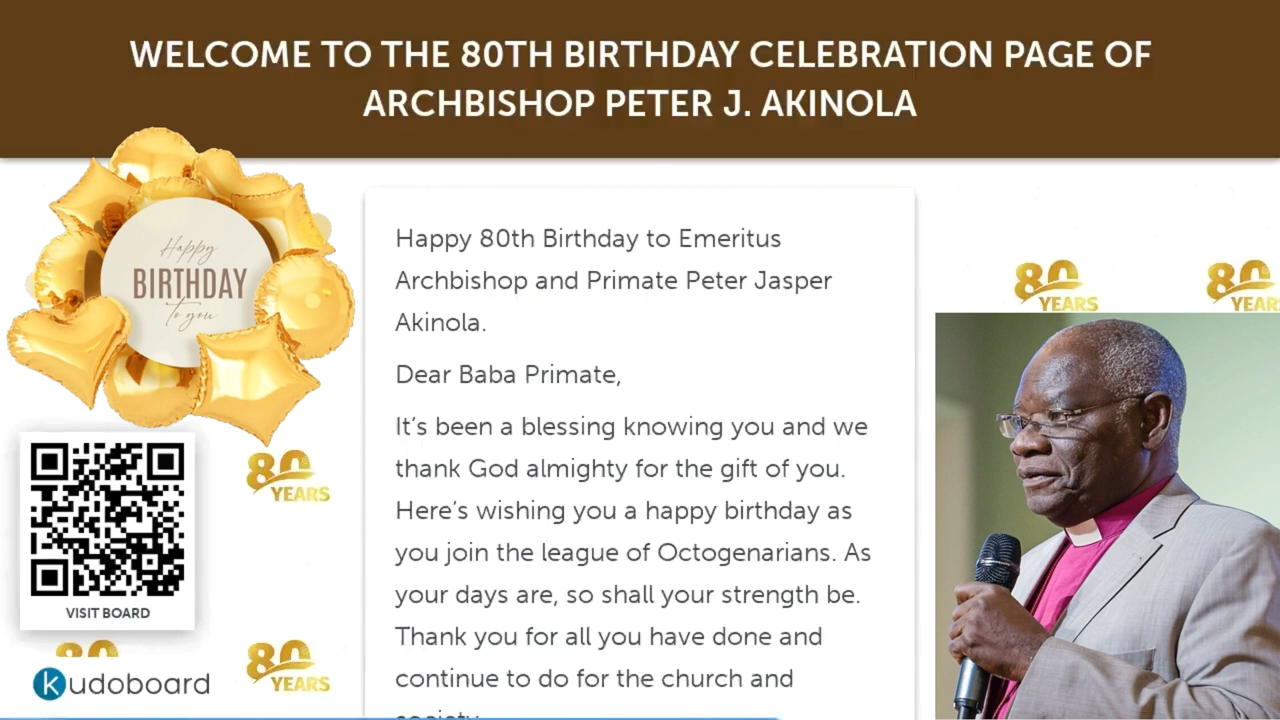 WELCOME TO THE 80TH BIRTHDAY CELEBRATION PAGE OF
ARCHBISHOP PETER J. AKINOLA
Happy
BIRTHDAY
to you
Happy 80th Birthday to Emeritus
Archbishop and Primate Peter Jasper
Akinola.
Dear Baba Primate,
It’s been a blessing knowing you and we
thank God almighty for the gift of you.
Here’s wishing you a happy birthday as
you join the league of Octogenarians. As
your days are, so shall your strength be.
Thank you for all you have done and
continue to do for the church and
80
YEARS
80
YEAR
80
YEARS
VISIT BOARD
80
80
YEARS
kudoboard